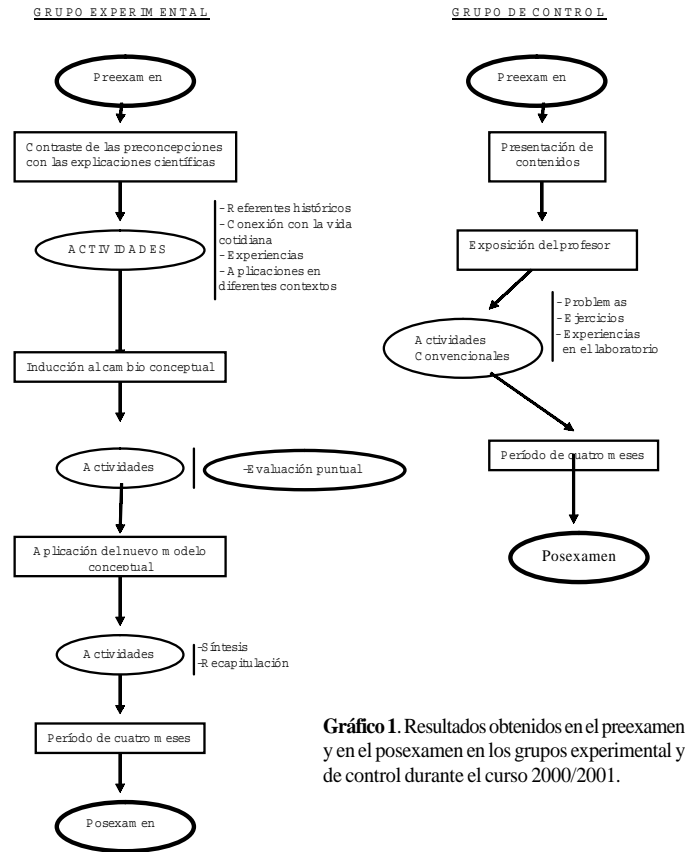 GRUPO EXPERIMENTAL
Preexamen
Contraste de las preconcepciones
con las explicaciones científicas
ACTIVIDADES
-Referentes históricos
-Conexión con la vida
cotidiana
-Experiencias
-Aplicaciones en
diferentes contextos
Inducción al cambio conceptual
Actividades
-Evaluación puntual
Aplicación del nuevo modelo
conceptual
Actividades
-Síntesis
-Recapitulación
Período de cuatro meses
Posexamen
GRUPO DE CONTROL
Preexamen
Presentación de
contenidos
Exposición del profesor
Actividades
Convencionales
-Problemas
-Ejercicios
-Experiencias
en el laboratorio
Período de cuatro meses
Posexamen
Gráfico 1. Resultados obtenidos en el preexamen
y en el posexamen en los grupos experimental y
de control durante el curso 2000/2001.